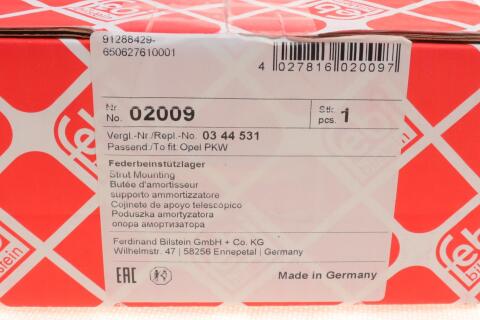 91288429-
650627610001
4 027816 020097
Nr.
No. 02009
Stk.
pcs. 1
Vergl.-Nr./Repl.-No. 03 44 531
Passend:/To fit: Opel PKW
Federbeinstützlager
Strut Mounting
Butée d'amortisseur
supporto ammortizzatore
Cojinete de apoyo telescópico
Poduszka amortyzatora
опора амортизатора
Ferdinand Bilstein GmbH + Co. KG
Wilhelmstr. 47 | 58256 Ennepetal | Germany
EAC
Made in Germany
febi
bilstein